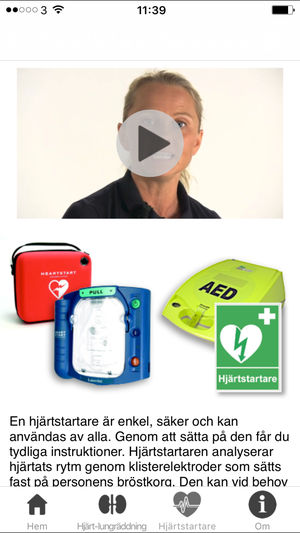 3 11:39
HEARTSTART
PULL
AED
Hjärtstartare
En hjärtstartare är enkel, säker och kan
användas av alla. Genom att sätta på den får du
tydliga instruktioner. Hjärtstartaren analyserar
hjärtats rytm genom klisterelektroder som sätts
fast på personens bröstkorg. Den kan vid behov
Hem Hjärt-lungräddning Hjärtstartare Om